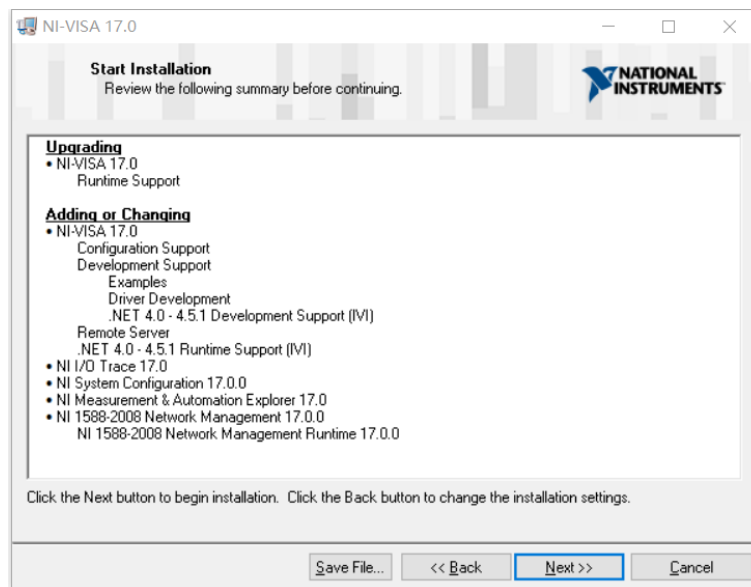 NI-VISA 17.0
Start Installation
Review the following summary before continuing.
NATIONAL
INSTRUMENTS™
Upgrading
• NI-VISA 17.0
Runtime Support
Adding or Changing
• NI-VISA 17.0
Configuration Support
Development Support
Examples
Driver Development
.NET 4.0 - 4.5.1 Development Support (IVI)
Remote Server
.NET 4.0 - 4.5.1 Runtime Support (IVI)
• NI I/O Trace 17.0
• NI System Configuration 17.0.0
• NI Measurement & Automation Explorer 17.0
• NI 1588-2008 Network Management 17.0.0
NI 1588-2008 Network Management Runtime 17.0.0
Click the Next button to begin installation. Click the Back button to change the installation settings.
Save File... << Back Next >> Cancel